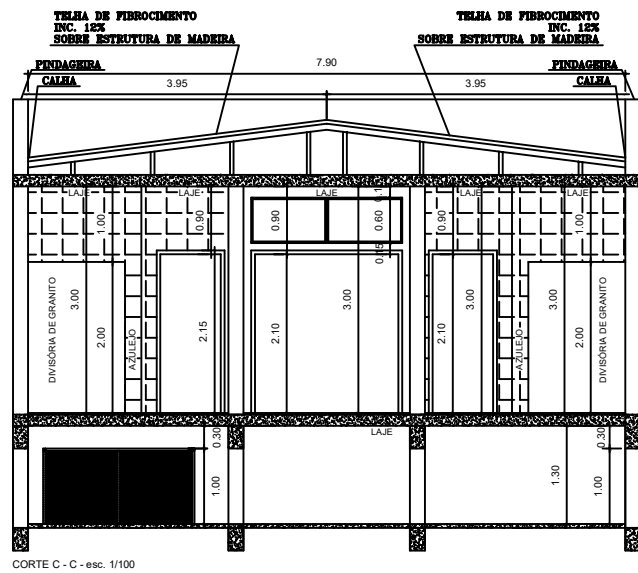 TELHA DE FIBROCIMENTO
INC. 12%
SOBRE ESTRUTURA DE MADEIRA
TELHA DE FIBROCIMENTO
INC. 12%
SOBRE ESTRUTURA DE MADEIRA
PINDAGEIRA
CALHA
7.90
3.95
3.95
PINDAGEIRA
CALHA
LAJE
LAJE
LAJE
LAJE
LAJE
1.00
0.90
0.90
0.60
0.15
0.90
1.00
DIVISÓRIA DE GRANITO
3.00
2.00
AZULEJO
2.15
2.10
3.00
2.10
3.00
AZULEJO
3.00
2.00
DIVISÓRIA DE GRANITO
LAJE
0.30
1.00
1.30
0.30
1.00
CORTE C - C - esc. 1/100